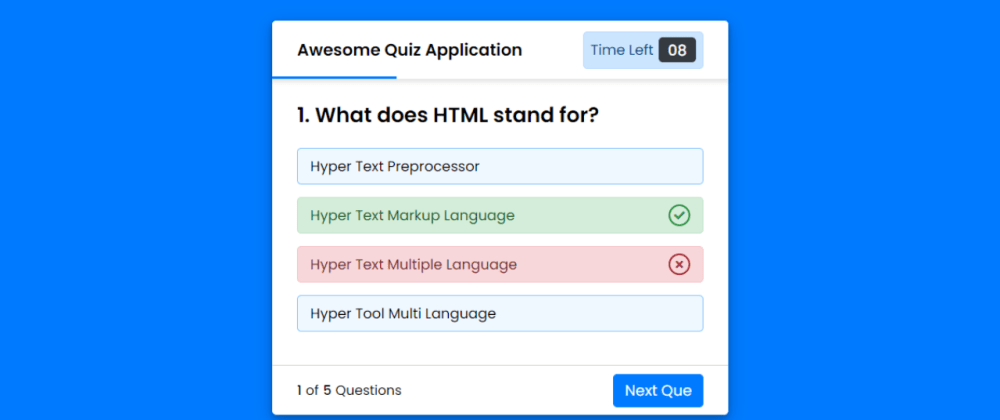 Awesome Quiz Application
Time Left 08
1. What does HTML stand for?
Hyper Text Preprocessor
Hyper Text Markup Language
Hyper Text Multiple Language
Hyper Tool Multi Language
1 of 5 Questions
Next Que